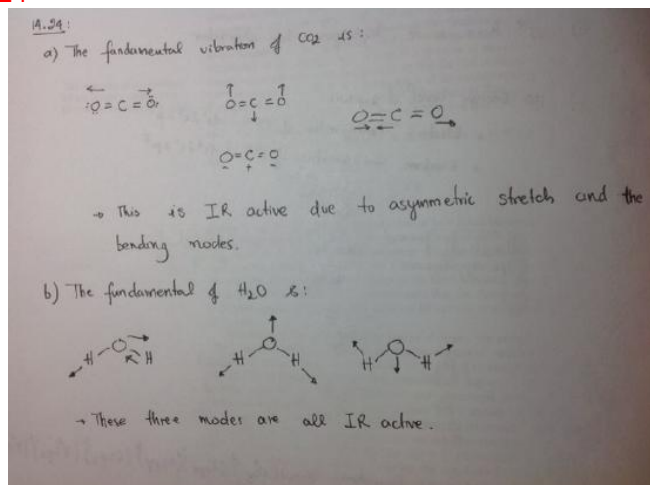 14.24:
a) The fundamental vibration of CO2 is:
:O = C = O:
O = C = O
O = C = O
O = C = O
- + -
→ This is IR active due to asymmetric stretch and the
bending modes.
b) The fundamental of H2O is:
H O H
H O H
H O H
→ These three modes are all IR active.